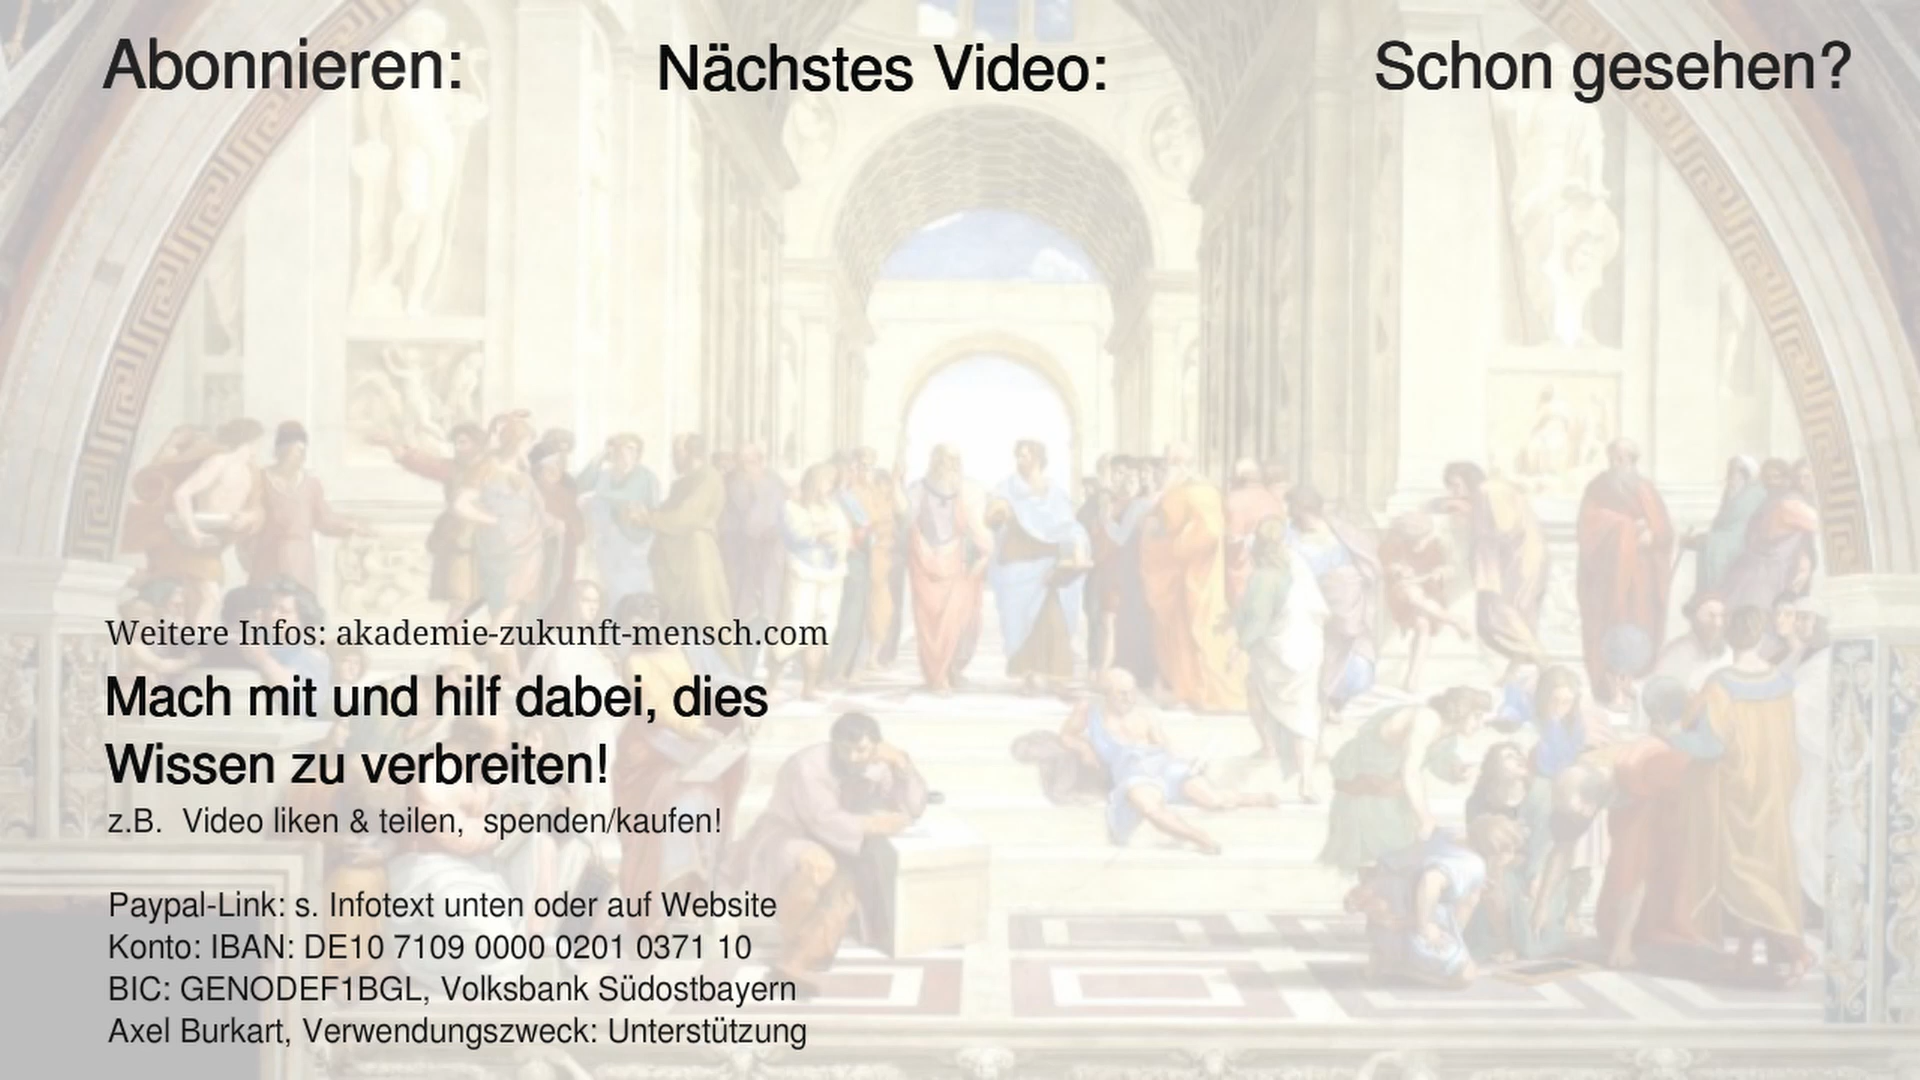 Abonnieren:
Nächstes Video:
Schon gesehen?
Weitere Infos: akademie-zukunft-mensch.com
Mach mit und hilf dabei, dies
Wissen zu verbreiten!
z.B. Video liken & teilen, spenden/kaufen!
Paypal-Link: s. Infotext unten oder auf Website
Konto: IBAN: DE10 7109 0000 0201 0371 10
BIC: GENODEF1BGL, Volksbank Südostbayern
Axel Burkart, Verwendungszweck: Unterstützung